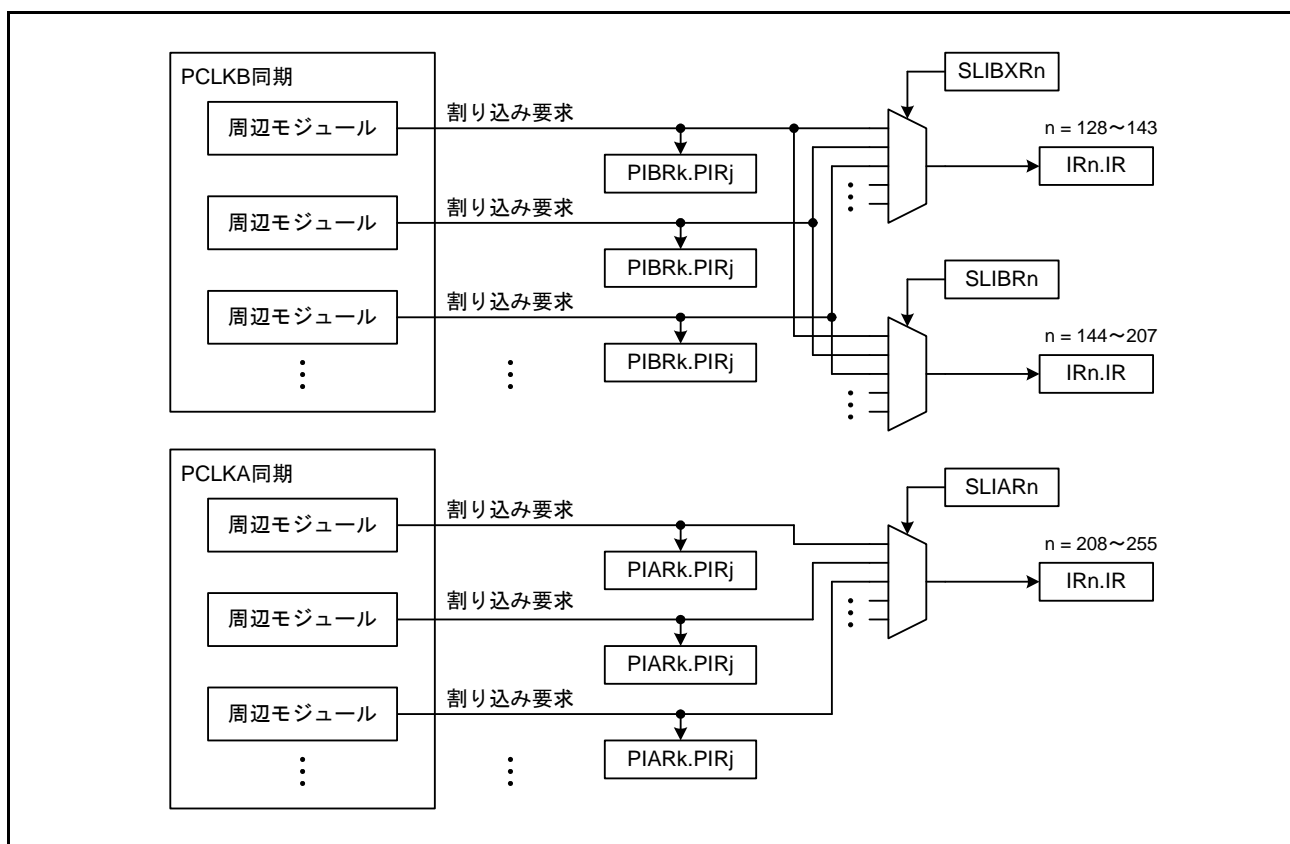 PCLKB同期
周辺モジュール
割り込み要求
PIBRk.PIRj
周辺モジュール
割り込み要求
PIBRk.PIRj
周辺モジュール
割り込み要求
PIBRk.PIRj
SLIBXRn
n = 128～143
IRn.IR
SLIBRn
n = 144～207
IRn.IR
PCLKA同期
周辺モジュール
割り込み要求
PIARk.PIRj
周辺モジュール
割り込み要求
PIARk.PIRj
周辺モジュール
割り込み要求
PIARk.PIRj
SLIARn
n = 208～255
IRn.IR